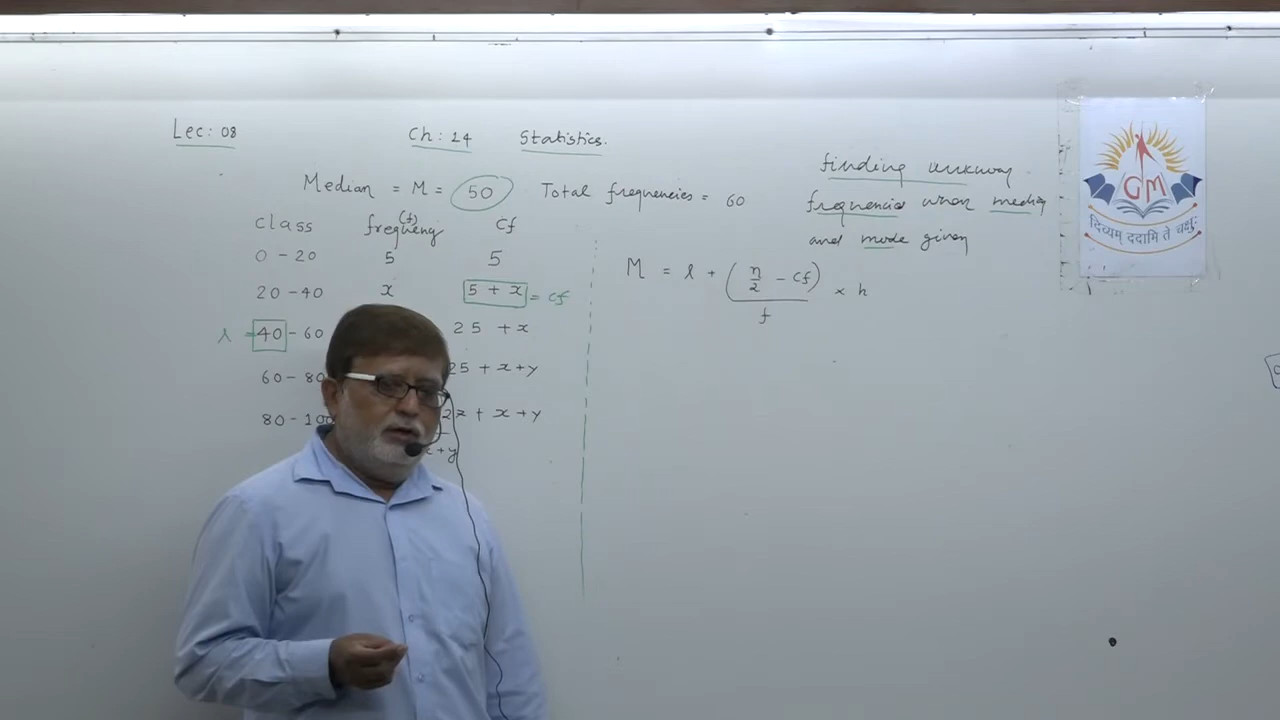 Lec: 08 Ch: 14 Statistics.
Median = M = 50 Total frequencies = 60
finding
frequencies when median
and mode given
class frequency (f) cf
0 - 20 5 5
20 - 40 x 5 + x = cf
l = 40 - 60 25 + x
60 - 80 25 + x + y
80 - 100 + x + y
+ y
M = l + ( n/2 - cf ) / f × h
GM
दिव्यम् ददामि ते चक्षुः